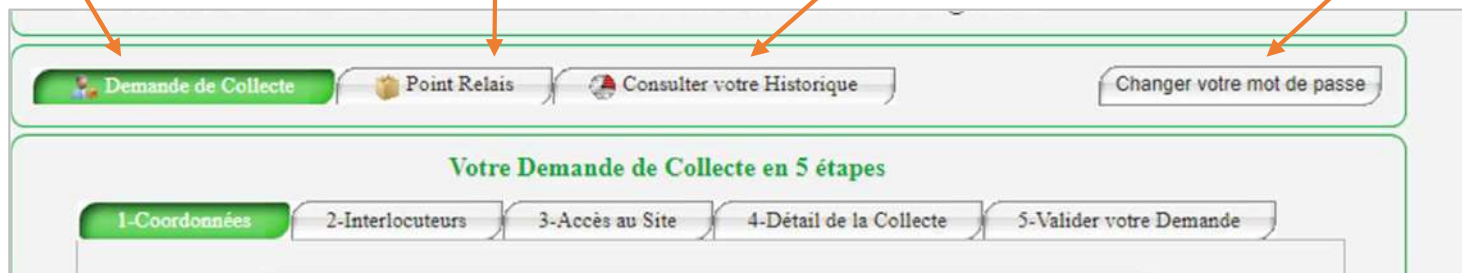 Demande de Collecte Point Relais Consulter votre Historique Changer votre mot de passe
Votre Demande de Collecte en 5 étapes
1-Coordonnées 2-Interlocuteurs 3-Accès au Site 4-Détail de la Collecte 5-Valider votre Demande